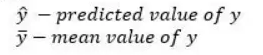 ŷ – predicted value of y
ȳ – mean value of y